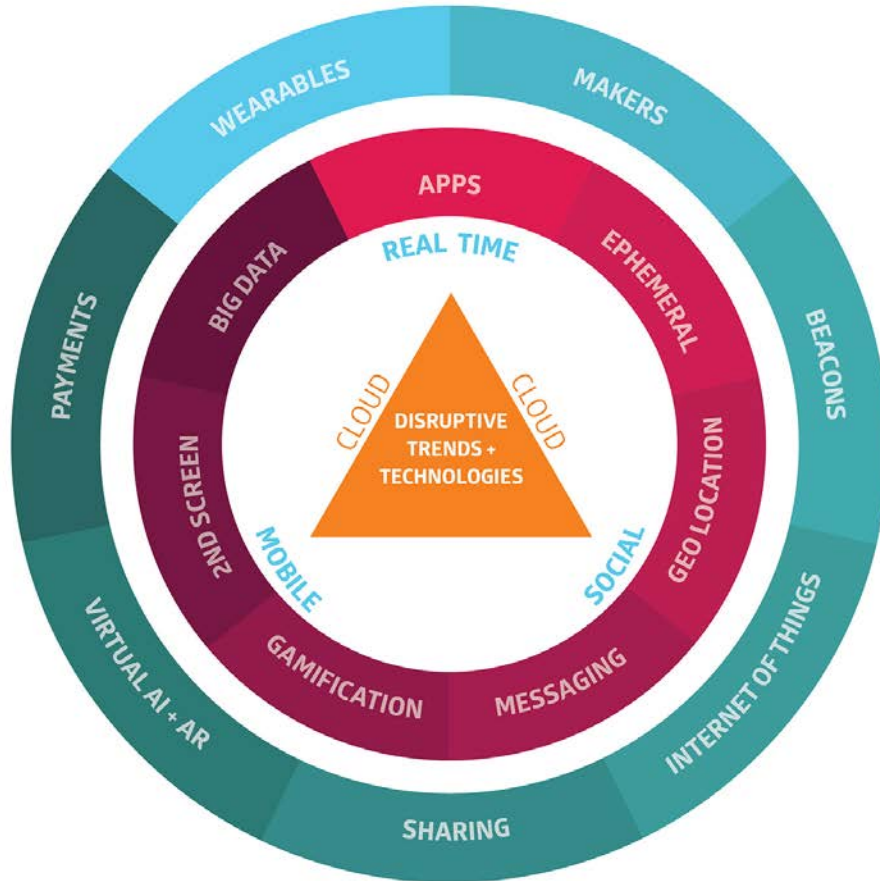 WEARABLES
MAKERS
BEACONS
INTERNET OF THINGS
SHARING
VIRTUAL AI + AR
PAYMENTS
APPS
EPHEMERAL
GEO LOCATION
MESSAGING
GAMIFICATION
2ND SCREEN
BIG DATA
REAL TIME
SOCIAL
MOBILE
CLOUD
CLOUD
DISRUPTIVE
TRENDS +
TECHNOLOGIES